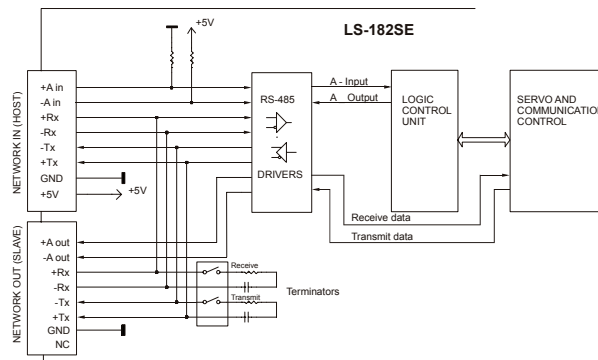 +5V
LS-182SE
NETWORK IN (HOST)
+A in
-A in
+Rx
-Rx
-Tx
+Tx
GND
+5V
+5V
RS-485
DRIVERS
A - Input
A Output
LOGIC
CONTROL
UNIT
SERVO AND
COMMUNICATION
CONTROL
Receive data
Transmit data
NETWORK OUT (SLAVE)
+A out
-A out
+Rx
-Rx
-Tx
+Tx
GND
NC
Receive
Transmit
Terminators